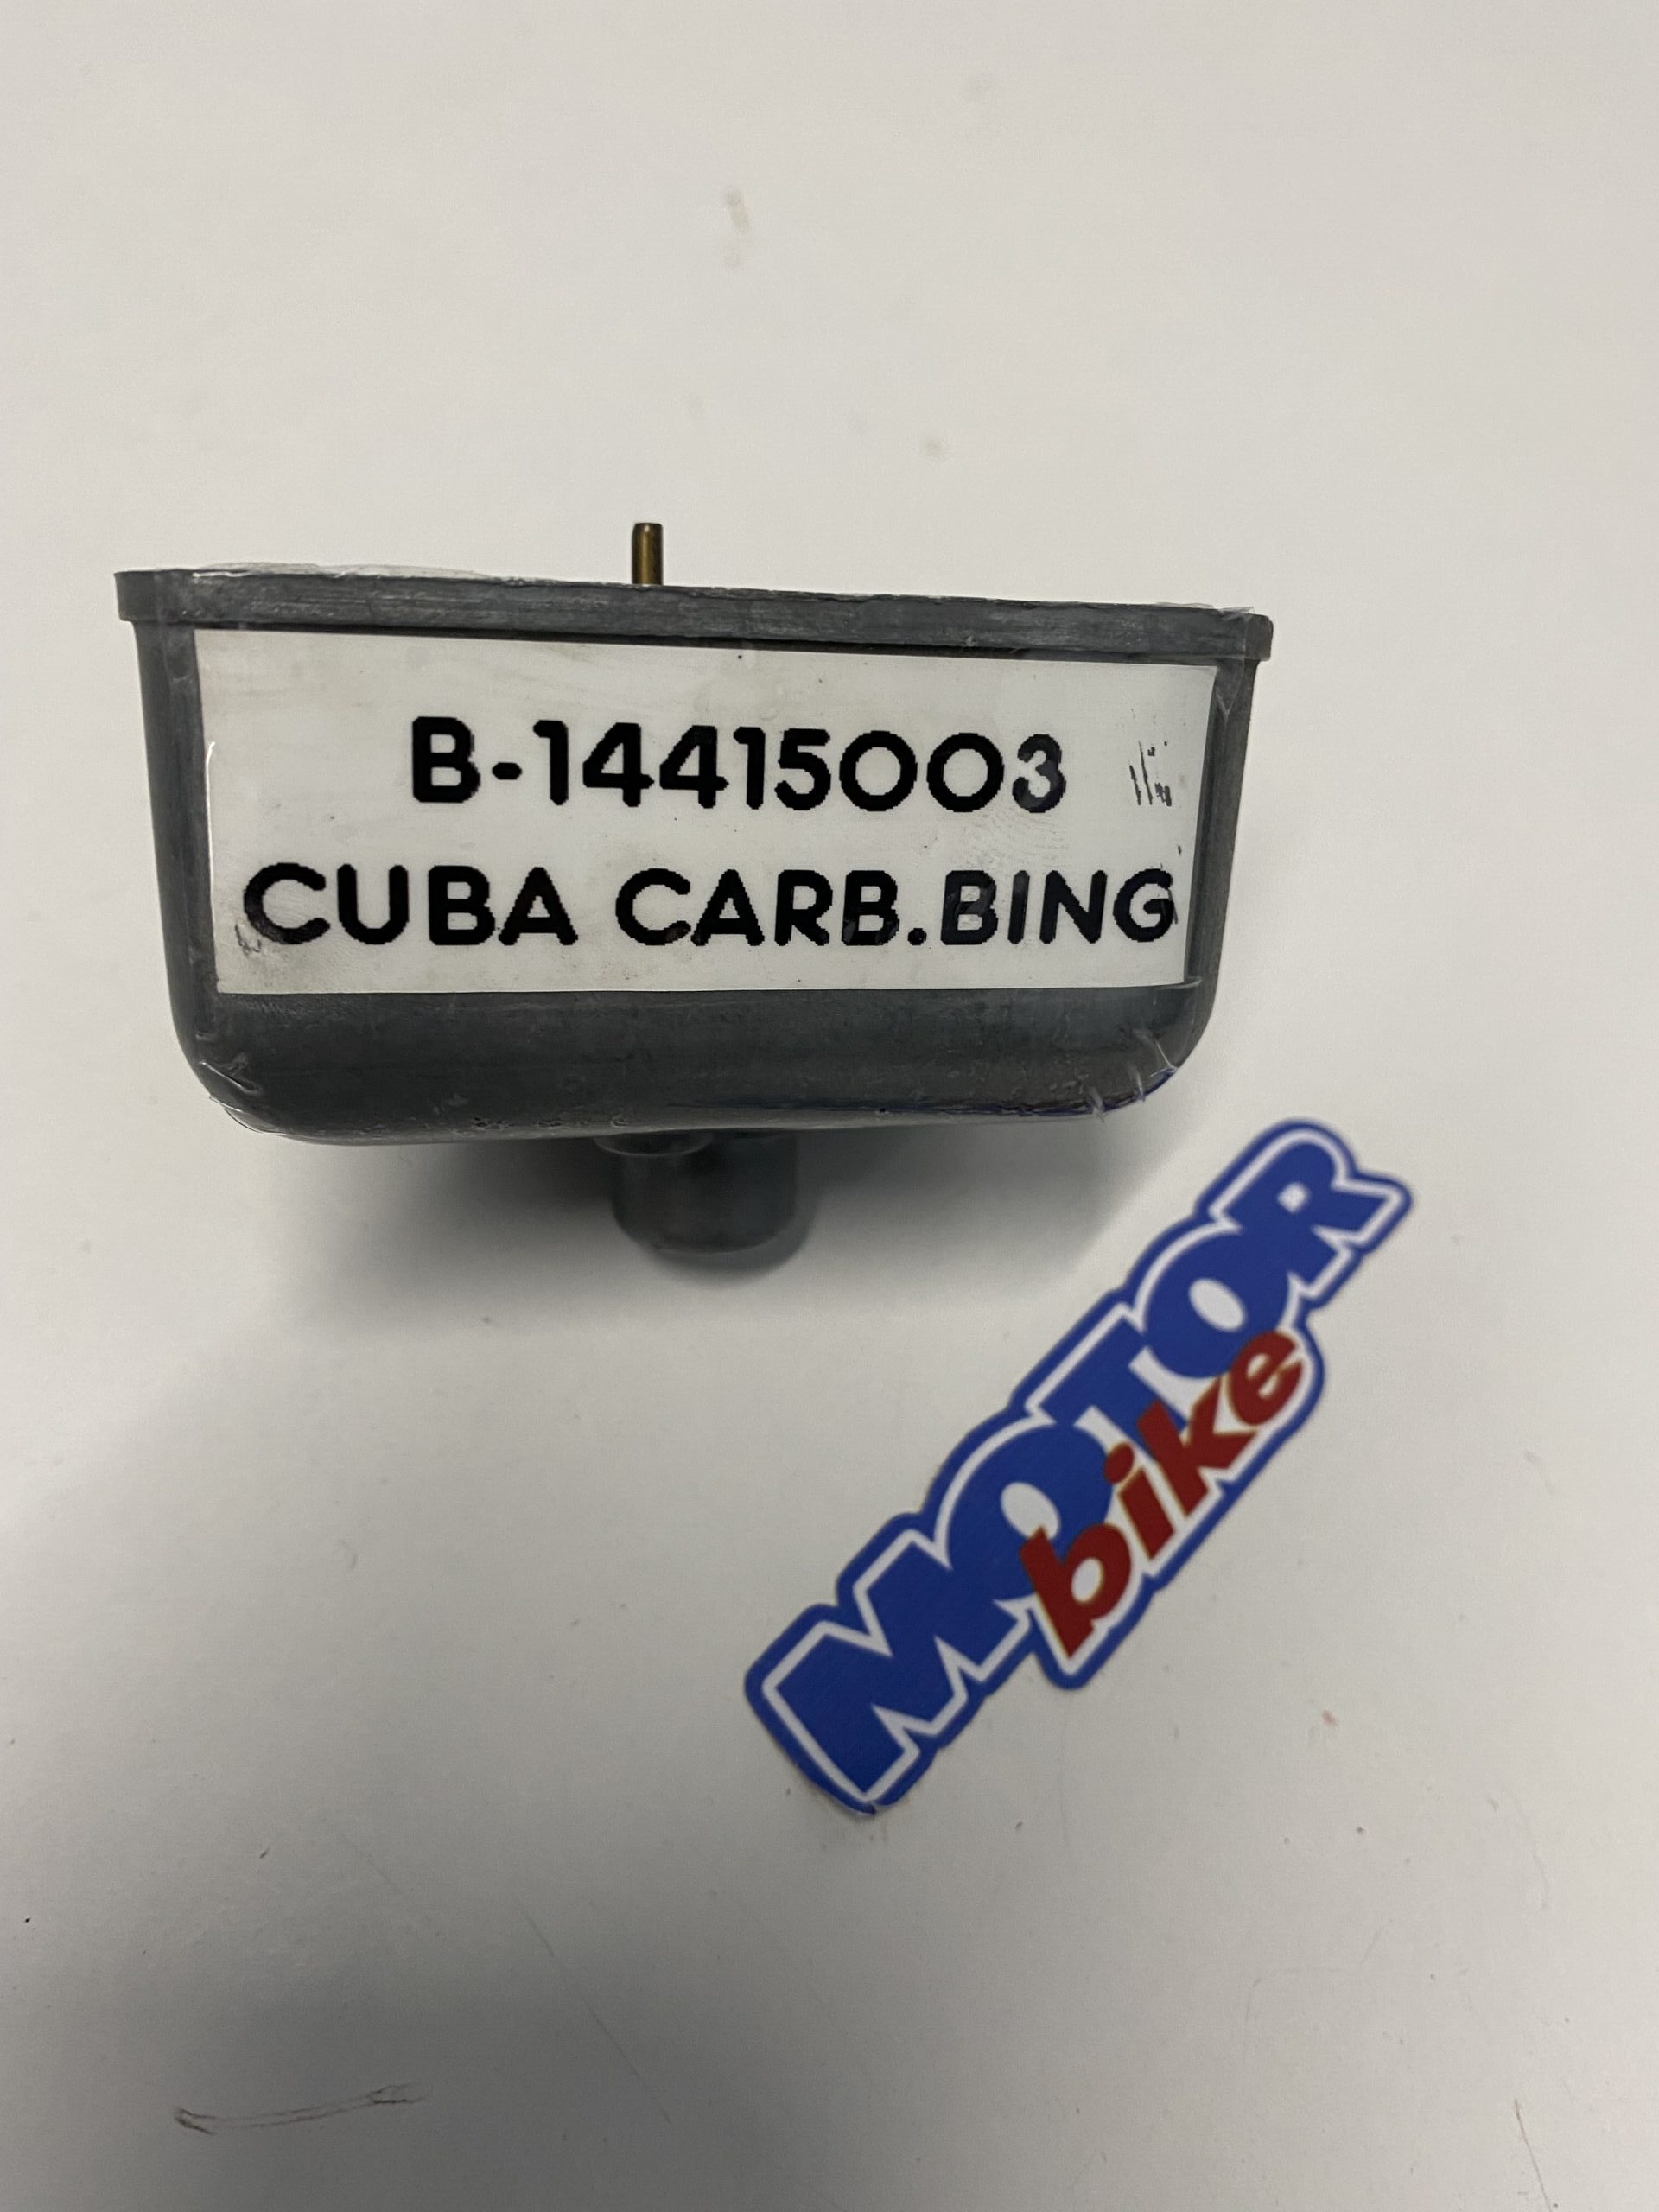 B-14415003
CUBA CARB.BING
MOTOR
bike